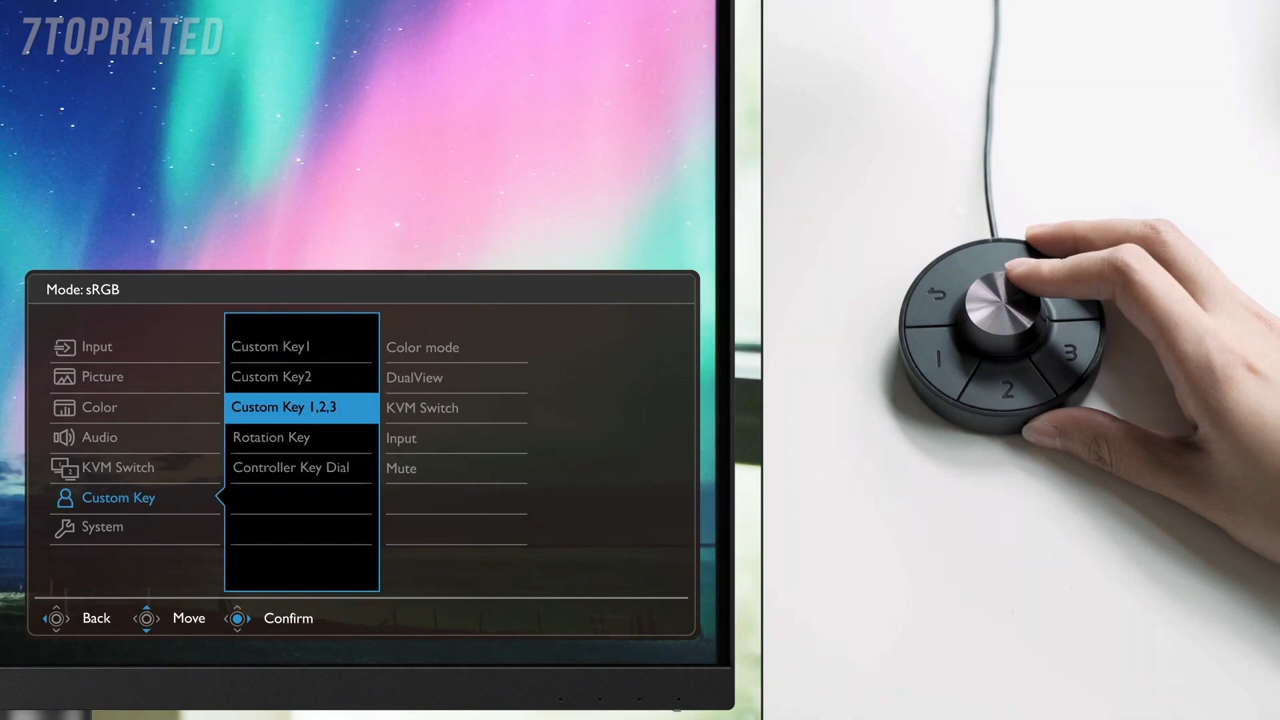 7TOPRATED
Mode: sRGB
Input
Picture
Color
Audio
KVM Switch
Custom Key
System
Custom Key1
Custom Key2
Custom Key 1,2,3
Rotation Key
Controller Key Dial
Color mode
DualView
KVM Switch
Input
Mute
Back Move Confirm
1
2
3